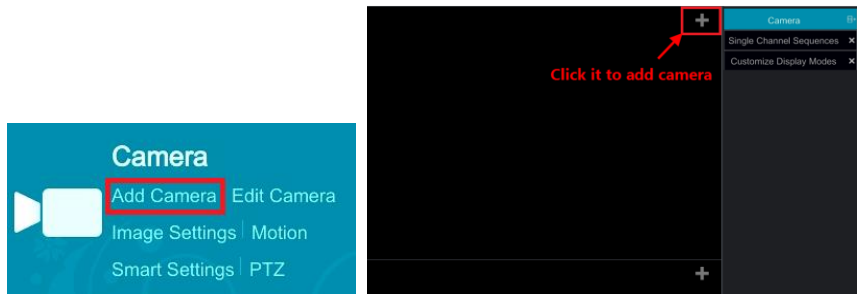 Camera
Add Camera Edit Camera
Image Settings Motion
Smart Settings PTZ
Click it to add camera
Camera
Single Channel Sequences
Customize Display Modes